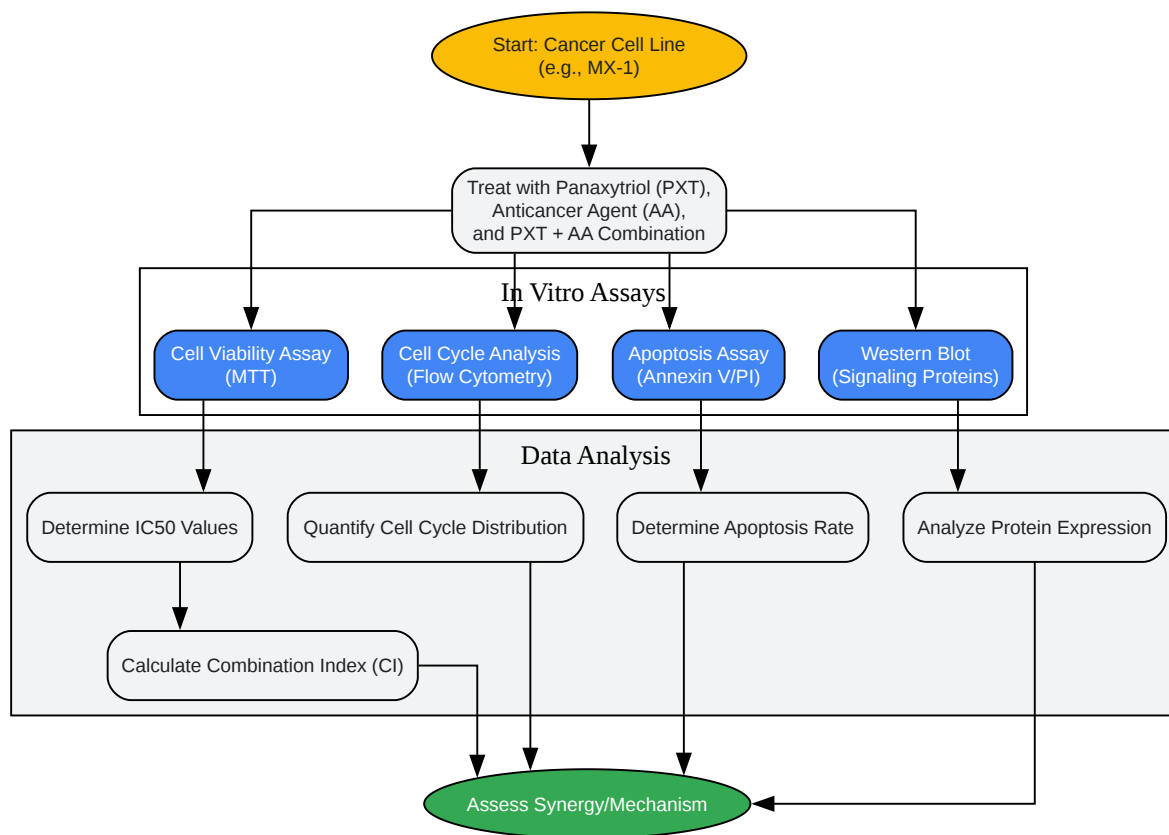 Start: Cancer Cell Line
(e.g., MX-1)
Treat with Panaxytriol (PXT),
Anticancer Agent (AA),
and PXT + AA Combination
In Vitro Assays
Cell Viability Assay
(MTT)
Cell Cycle Analysis
(Flow Cytometry)
Apoptosis Assay
(Annexin V/PI)
Western Blot
(Signaling Proteins)
Data Analysis
Determine IC50 Values
Quantify Cell Cycle Distribution
Determine Apoptosis Rate
Analyze Protein Expression
Calculate Combination Index (CI)
Assess Synergy/Mechanism